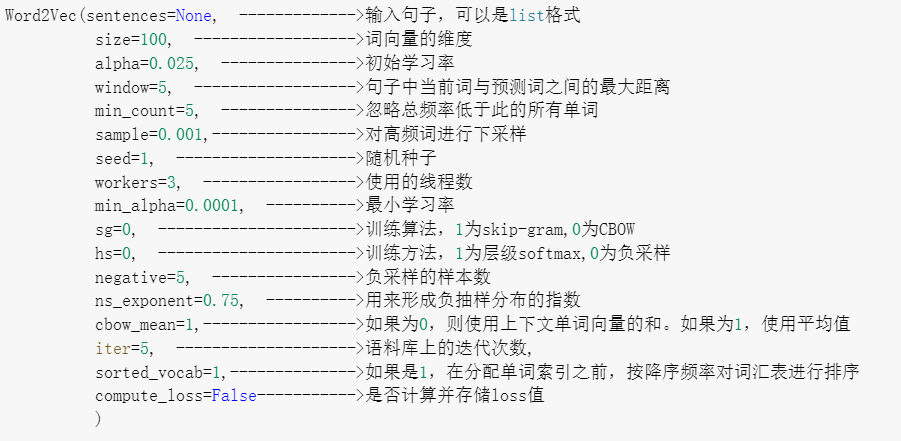 Word2Vec(sentences=None,  ------------->输入句子，可以是list格式
size=100,  ------------------>词向量的维度
alpha=0.025,  --------------->初始学习率
window=5,  ------------------>句子中当前词与预测词之间的最大距离
min_count=5,  --------------->忽略总频率低于此的所有单词
sample=0.001,---------------->对高频词进行下采样
seed=1,  -------------------->随机种子
workers=3,  ----------------->使用的线程数
min_alpha=0.0001,  ---------->最小学习率
sg=0,  ---------------------->训练算法，1为skip-gram,0为CBOW
hs=0,  ---------------------->训练方法，1为层级softmax,0为负采样
negative=5,  ---------------->负采样的样本数
ns_exponent=0.75,  ---------->用来形成负抽样分布的指数
cbow_mean=1,----------------->如果为0，则使用上下文单词向量的和。如果为1，使用平均值
iter=5,  -------------------->语料库上的迭代次数,
sorted_vocab=1,-------------->如果是1，在分配单词索引之前，按降序频率对词汇表进行排序
compute_loss=False----------->是否计算并存储loss值
)